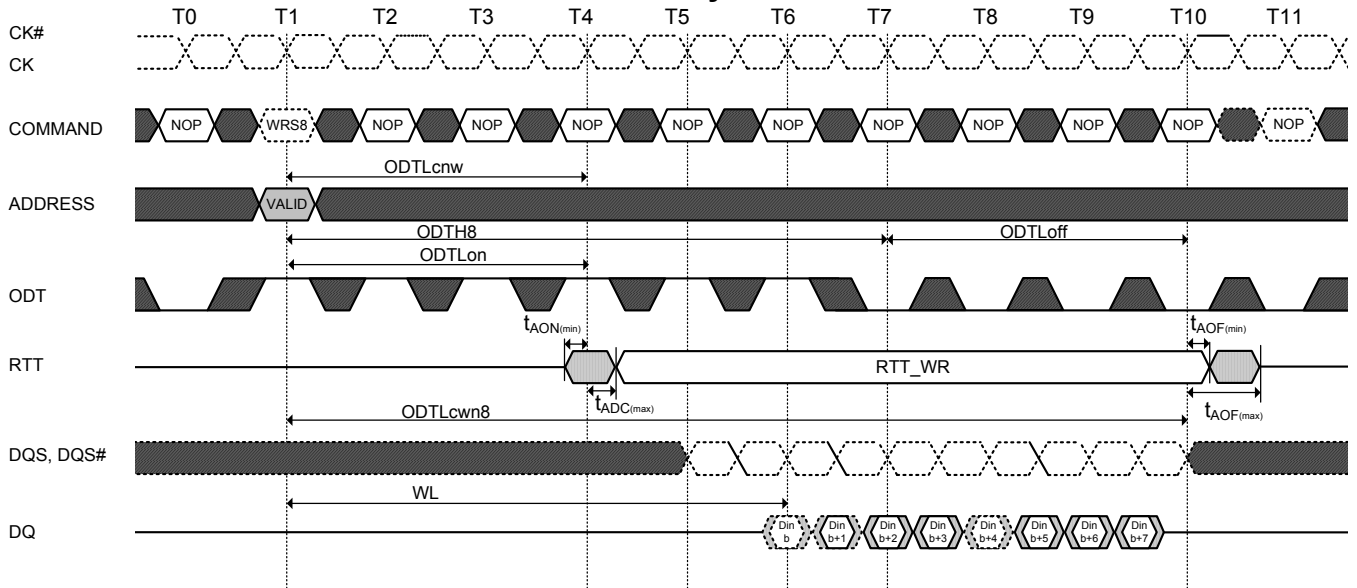 T0 T1 T2 T3 T4 T5 T6 T7 T8 T9 T10 T11
CK#
CK
COMMAND NOP WRS8 NOP NOP NOP NOP NOP NOP NOP NOP NOP NOP
ODTLcnw
ADDRESS VALID
ODTH8 ODTLoff
ODTLon
ODT
tAON(min) tAOF(min)
RTT RTT_WR
tADC(max) tAOF(max)
ODTLcwn8
DQS, DQS#
WL
DQ Din b Din b+1 Din b+2 Din b+3 Din b+4 Din b+5 Din b+6 Din b+7